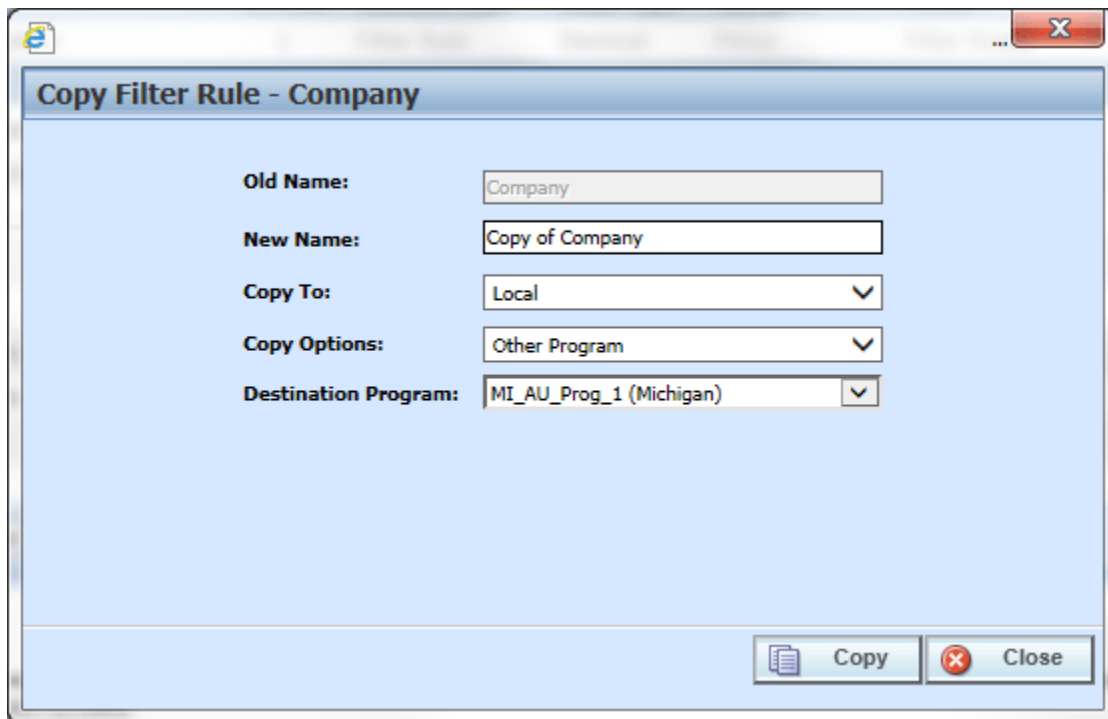 ...
Copy Filter Rule - Company
Old Name: Company
New Name: Copy of Company
Copy To: Local
Copy Options: Other Program
Destination Program: MI_AU_Prog_1 (Michigan)
Copy Close